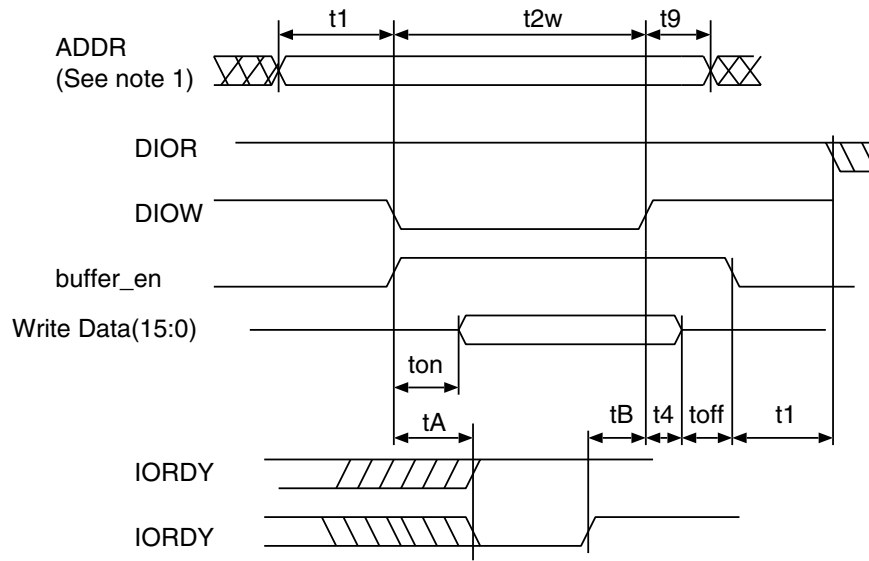 t1
t2w
t9
ADDR
(See note 1)
DIOR
DIOW
buffer_en
Write Data(15:0)
ton
tA
tB
t4
toff
t1
IORDY
IORDY